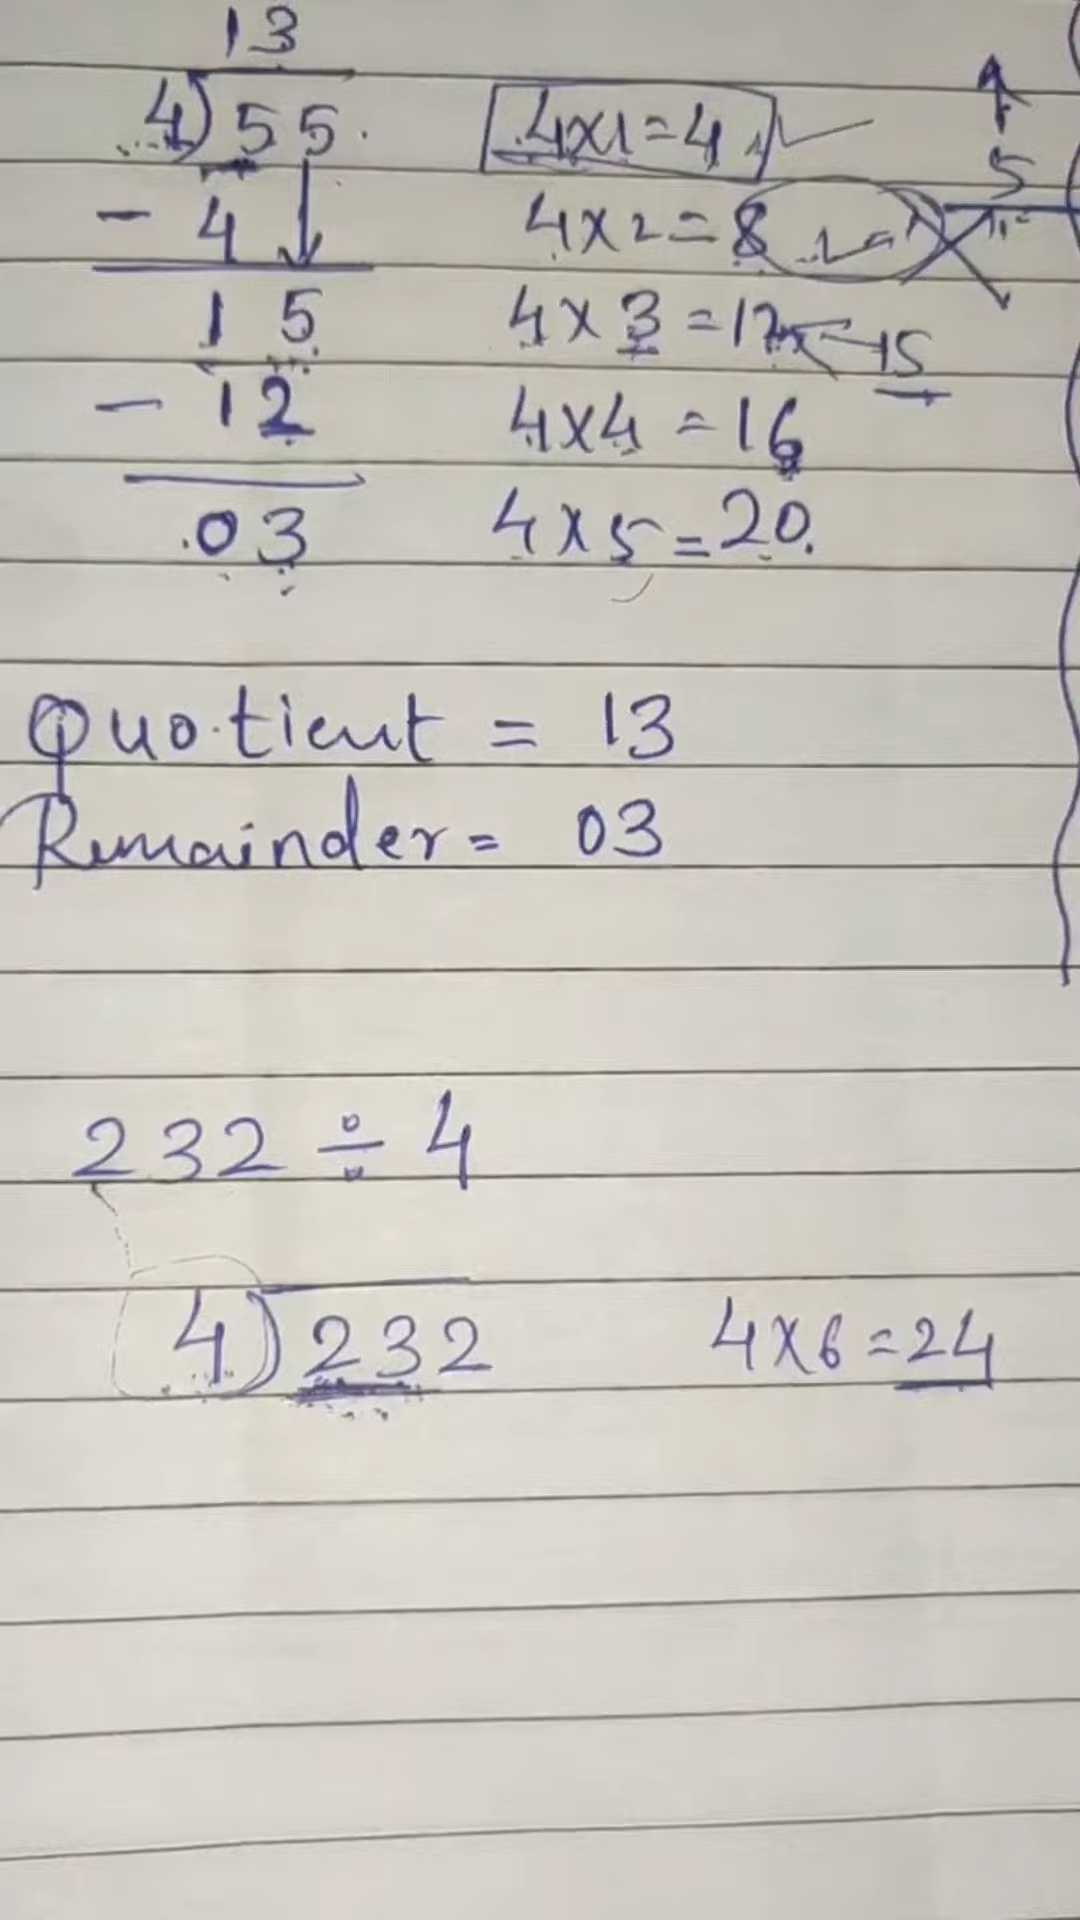 13
4) 55 4x1=4
- 4 4x2=8
15 4x3=12 15
- 12 4x4=16
03 4x5=20
5
Quotient = 13
Remainder = 03
232 ÷ 4
4) 232 4x6=24